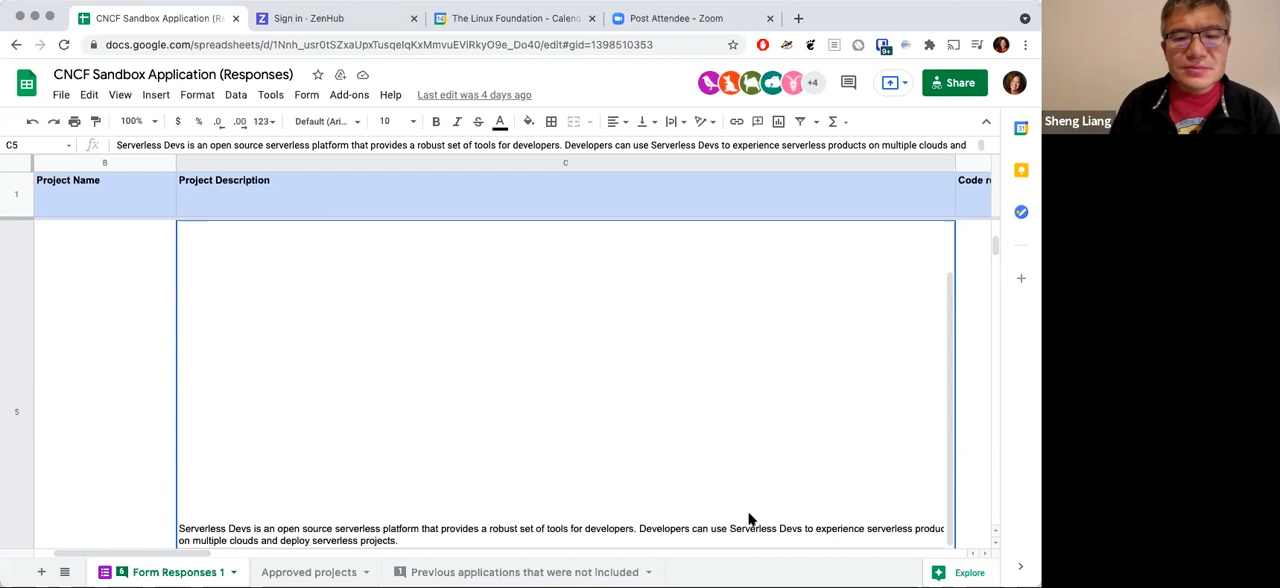 CNCF Sandbox Application (Re
Sign in · ZenHub
The Linux Foundation - Calen
Post Attendee - Zoom
docs.google.com/spreadsheets/d/1Nnh_usr0tSZxaUpxTusqeIqKxMmvuEViRkyO9e_Do40/edit#gid=1398510353
9+
CNCF Sandbox Application (Responses)
+4
Share
File Edit View Insert Format Data Tools Form Add-ons Help Last edit was 4 days ago
100% $ % .0 .00 123 Default (Ari... 10 B I S A
C5 fx Serverless Devs is an open source serverless platform that provides a robust set of tools for developers. Developers can use Serverless Devs to experience serverless products on multiple clouds and
B C
1 Project Name Project Description Code r
5
Serverless Devs is an open source serverless platform that provides a robust set of tools for developers. Developers can use Serverless Devs to experience serverless produc
on multiple clouds and deploy serverless projects.
6 Form Responses 1 Approved projects 1 Previous applications that were not included Explore
Sheng Liang
31